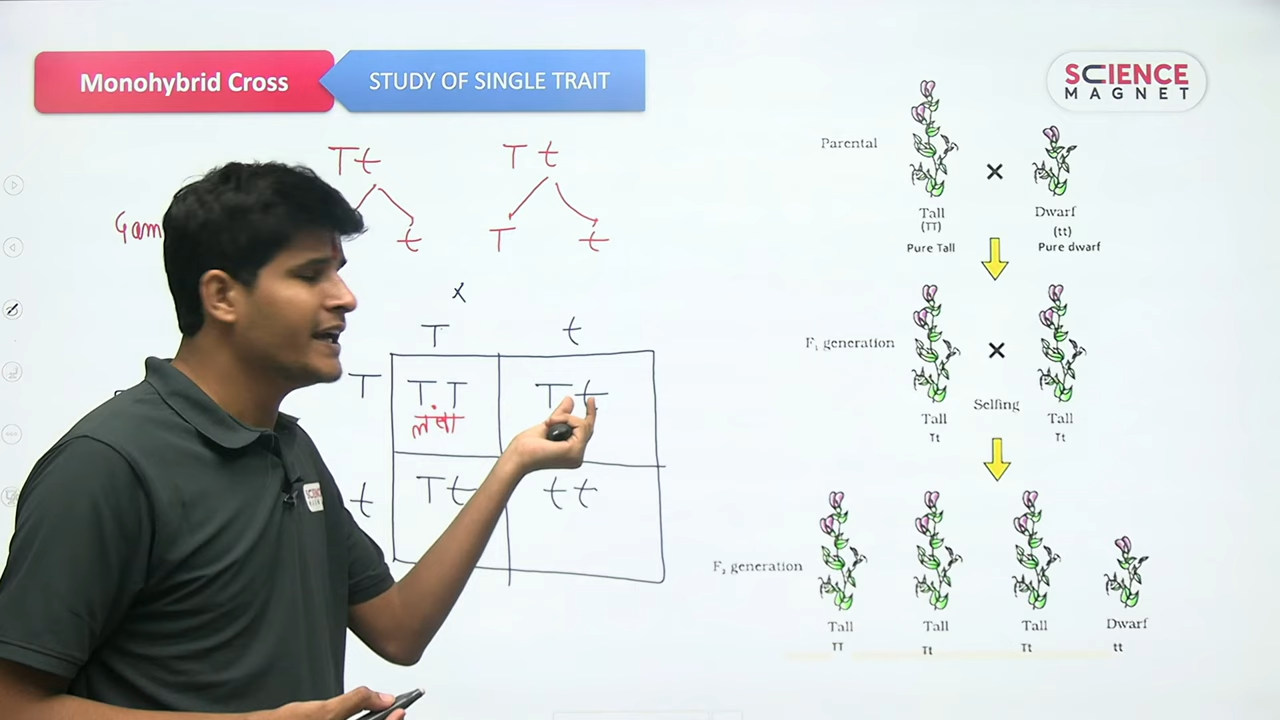 Monohybrid Cross
STUDY OF SINGLE TRAIT
SCIENCE
MAGNET
Tt
Tt
Gam
t
T
t
×
T
t
T
TT
Tt
लंबा
t
Tt
tt
SCIENCE
Parental
×
Tall
(TT)
Pure Tall
Dwarf
(tt)
Pure dwarf
F₁ generation
×
Selfing
Tall
Tt
Tall
Tt
F₂ generation
Tall
TT
Tall
Tt
Tall
Tt
Dwarf
tt